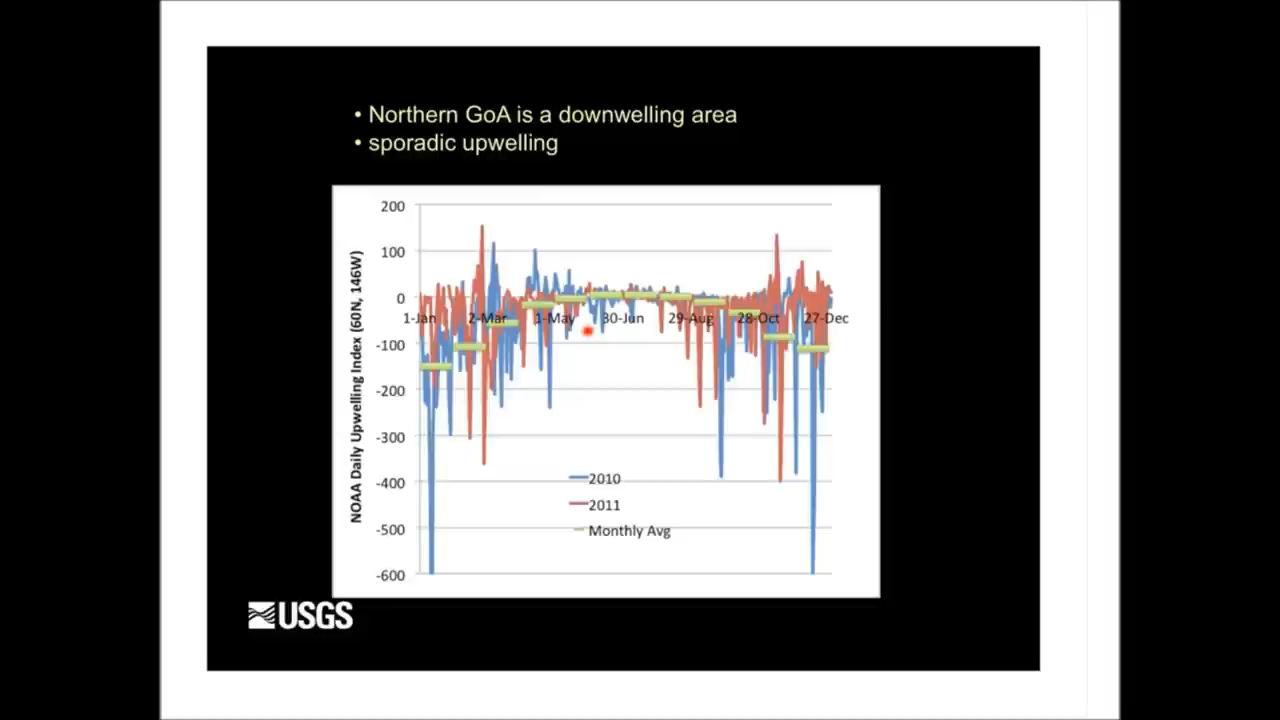 • Northern GoA is a downwelling area
• sporadic upwelling
NOAA Daily Upwelling Index (60N, 146W)
200
100
0
-100
-200
-300
-400
-500
-600
1-Jan 2-Mar 1-May 30-Jun 29-Aug 28-Oct 27-Dec
2010
2011
Monthly Avg
USGS